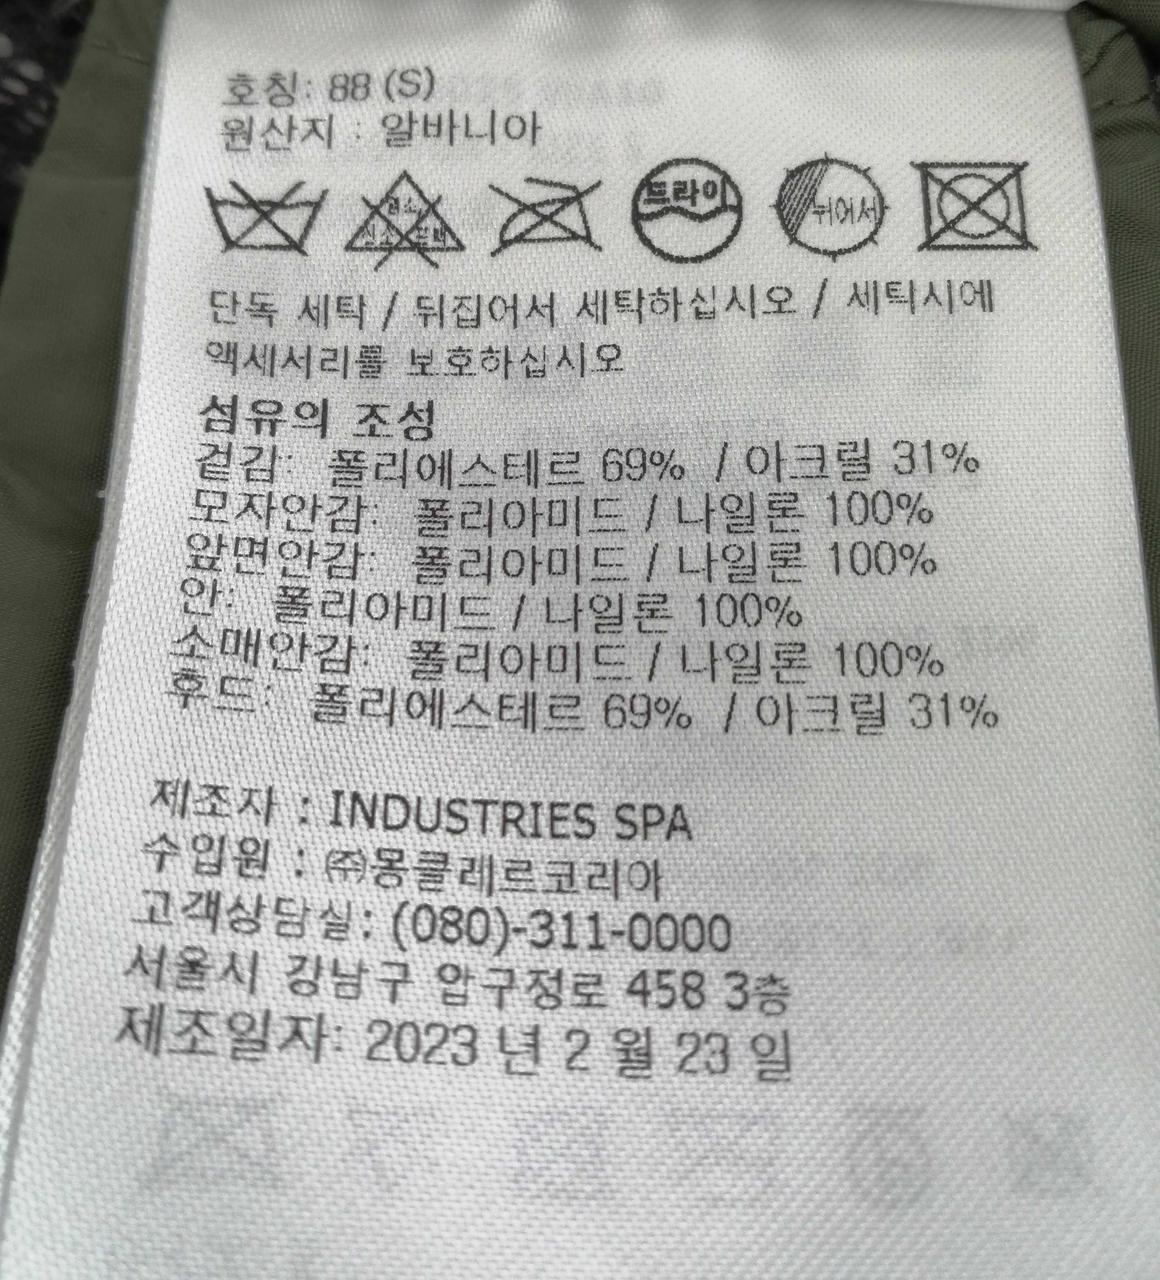 호칭: 88 (S)
원산지 : 알바니아
염소 산소 표백 드라이 뉘어서
단독 세탁 / 뒤집어서 세탁하십시오 / 세탁시에
액세서리를 보호하십시오
섬유의 조성
겉감: 폴리에스테르 69% / 아크릴 31%
모자안감: 폴리아미드 / 나일론 100%
앞면안감: 폴리아미드 / 나일론 100%
안: 폴리아미드 / 나일론 100%
소매안감: 폴리아미드 / 나일론 100%
후드: 폴리에스테르 69% / 아크릴 31%
제조자 : INDUSTRIES SPA
수입원 : ㈜몽클레르코리아
고객상담실: (080)-311-0000
서울시 강남구 압구정로 458 3층
제조일자: 2023 년 2 월 23 일